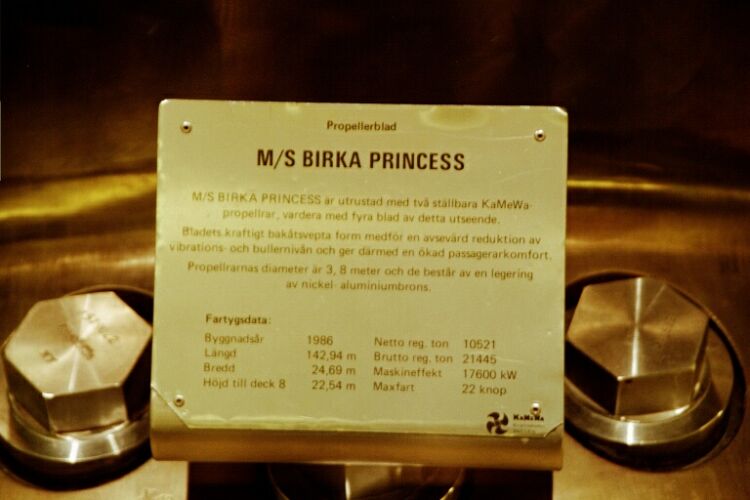 Propellerblad
M/S BIRKA PRINCESS
M/S BIRKA PRINCESS är utrustad med två ställbara KaMeWa-
propellrar, vardera med fyra blad av detta utseende.
Bladets kraftigt bakåtsvepta form medför en avsevärd reduktion av
vibrations- och bullernivån och ger därmed en ökad passagerarkomfort.
Propellrarnas diameter är 3, 8 meter och de består av en legering
av nickel- aluminiumbrons.
Fartygsdata:
Byggnadsår 1986 Netto reg. ton 10521
Längd 142,94 m Brutto reg. ton 21445
Bredd 24,69 m Maskineffekt 17600 kW
Höjd till deck 8 22,54 m Maxfart 22 knop
KaMeWa